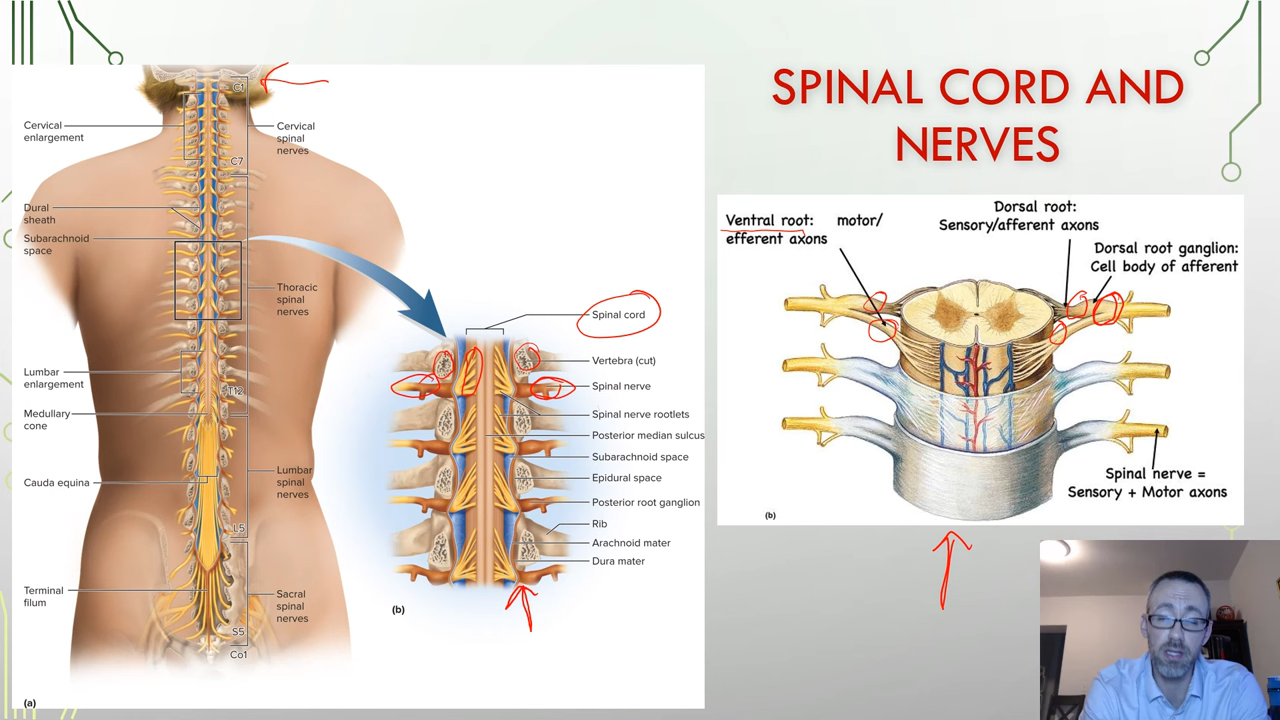 SPINAL CORD AND
NERVES
C1
Cervical
enlargement
Cervical
spinal
nerves
C7
Dural
sheath
Subarachnoid
space
Thoracic
spinal
nerves
Lumbar
enlargement
T12
Medullary
cone
Cauda equina
Lumbar
spinal
nerves
L5
Terminal
filum
Sacral
spinal
nerves
S5
Co1
(a)
Spinal cord
Vertebra (cut)
Spinal nerve
Spinal nerve rootlets
Posterior median sulcus
Subarachnoid space
Epidural space
Posterior root ganglion
Rib
Arachnoid mater
Dura mater
(b)
Ventral root: motor/
efferent axons
Dorsal root:
Sensory/afferent axons
Dorsal root ganglion:
Cell body of afferent
Spinal nerve =
Sensory + Motor axons
(b)